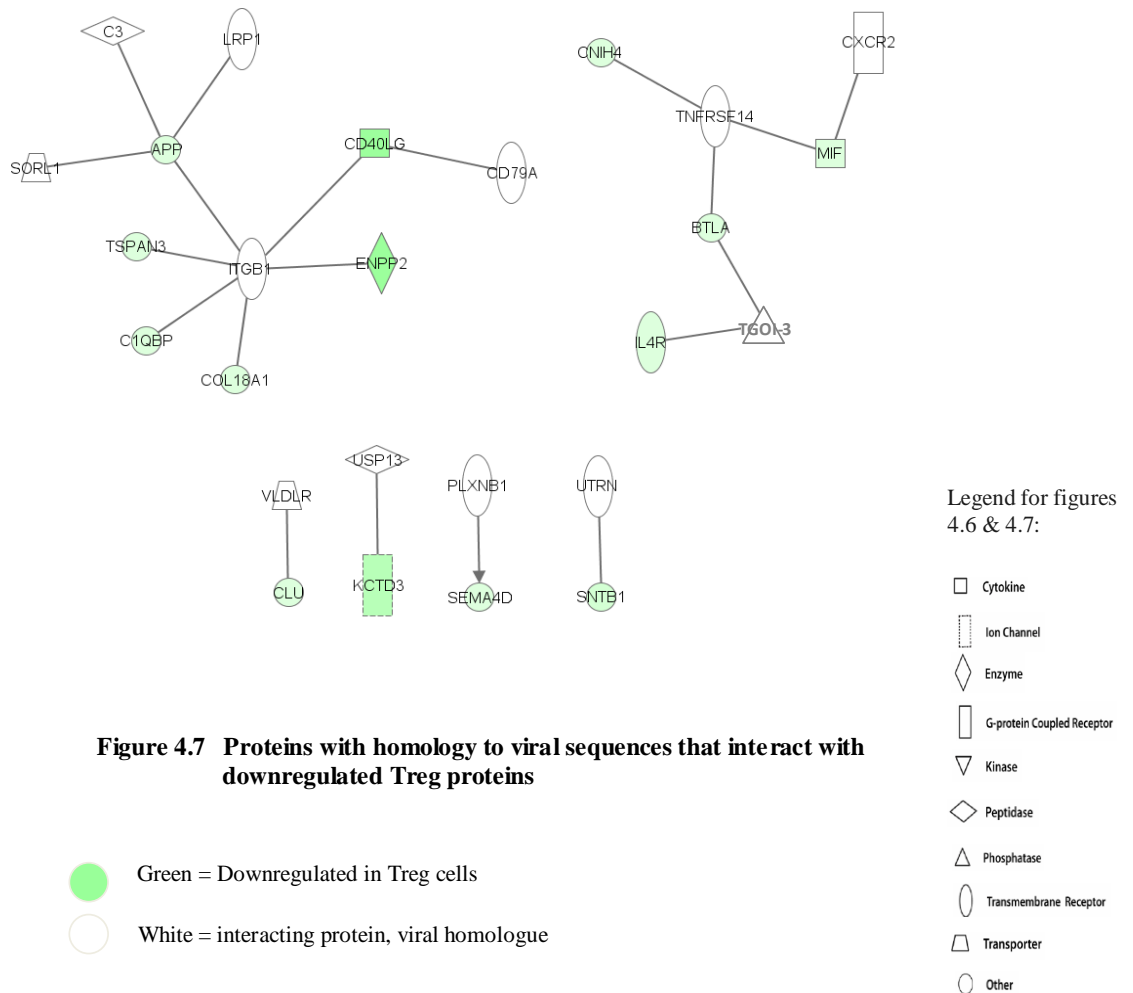 C3
LRP1
CNIH4
CXCR2
TNFRSF14
CD40LG
APP
MIF
SORL1
CD79A
BTLA
TSPAN3
ITGB1
ENPP2
TGOI-3
C1QBP
IL4R
COL18A1
USP13
VLDLR
PLXNB1
UTRN
KCTD3
CLU
SEMA4D
SNTB1
Legend for figures
4.6 & 4.7:
Cytokine
Ion Channel
Enzyme
G-protein Coupled Receptor
Kinase
Peptidase
Phosphatase
Transmembrane Receptor
Transporter
Other
Figure 4.7 Proteins with homology to viral sequences that interact with
downregulated Treg proteins
Green = Downregulated in Treg cells
White = interacting protein, viral homologue